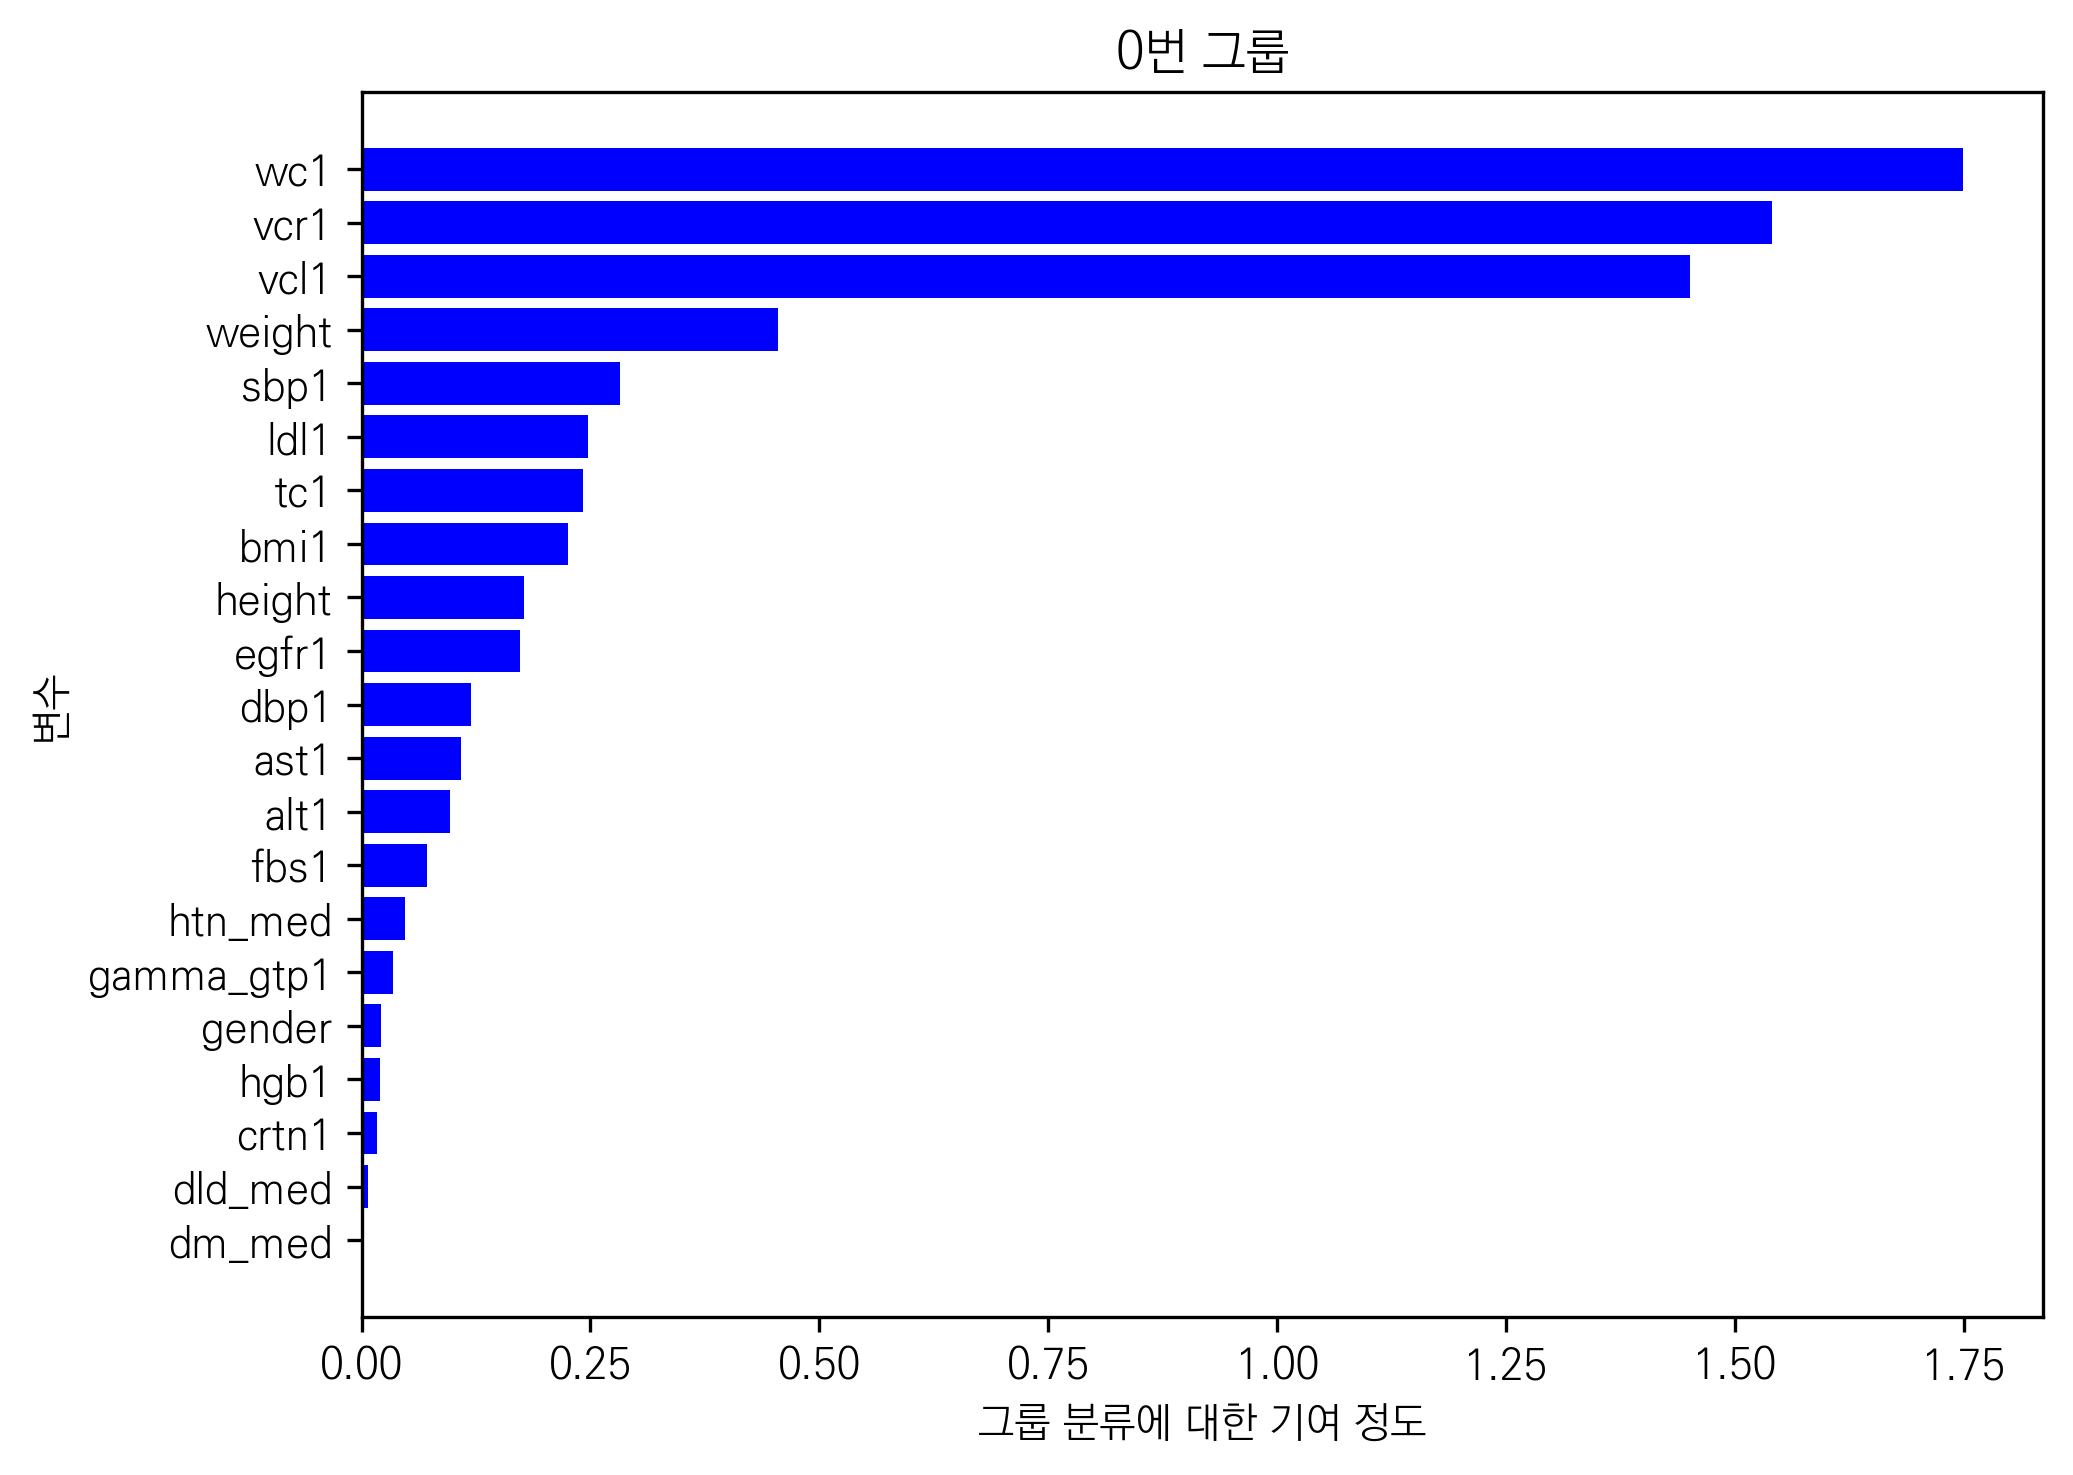 0번 그룹
변수
wc1
vcr1
vcl1
weight
sbp1
ldl1
tc1
bmi1
height
egfr1
dbp1
ast1
alt1
fbs1
htn_med
gamma_gtp1
gender
hgb1
crtn1
dld_med
dm_med
0.00 0.25 0.50 0.75 1.00 1.25 1.50 1.75
그룹 분류에 대한 기여 정도